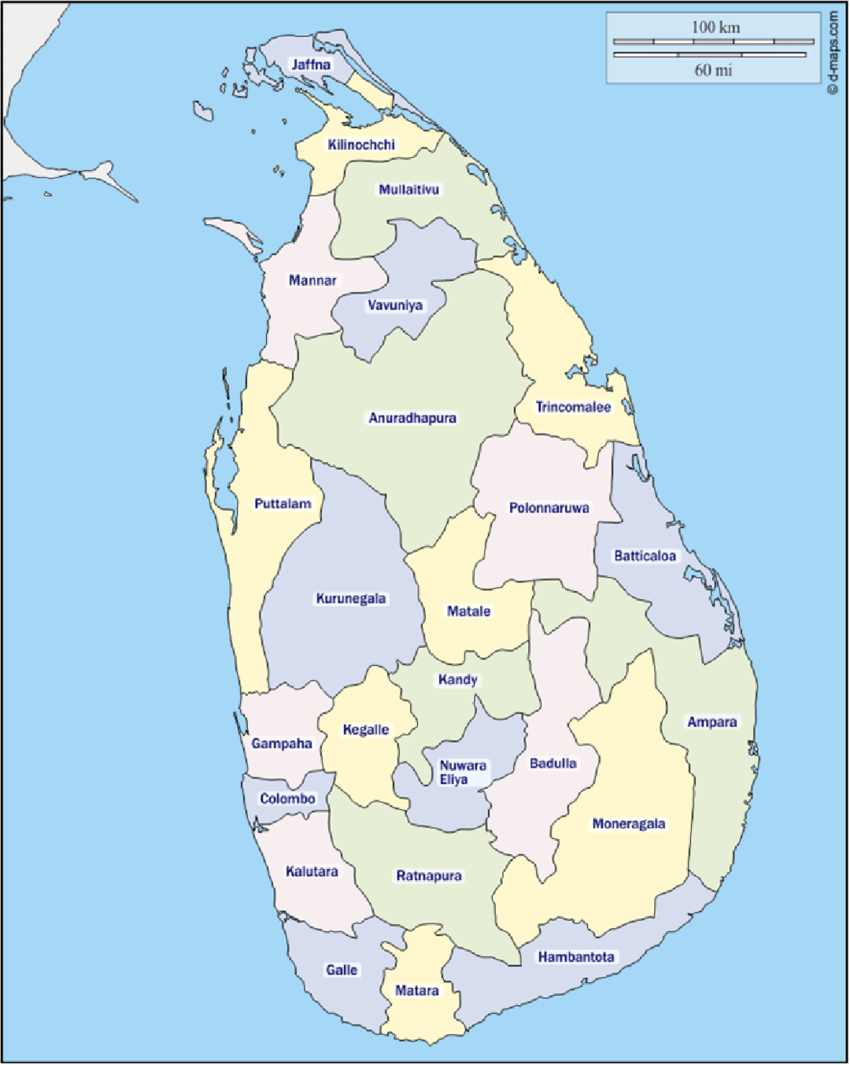 100 km
60 mi
© d-maps.com
Jaffna
Kilinochchi
Mullaitivu
Mannar
Vavuniya
Anuradhapura
Trincomalee
Puttalam
Polonnaruwa
Batticaloa
Kurunegala
Matale
Kandy
Ampara
Kegalle
Gampaha
Nuwara
Eliya
Badulla
Colombo
Moneragala
Kalutara
Ratnapura
Hambantota
Galle
Matara